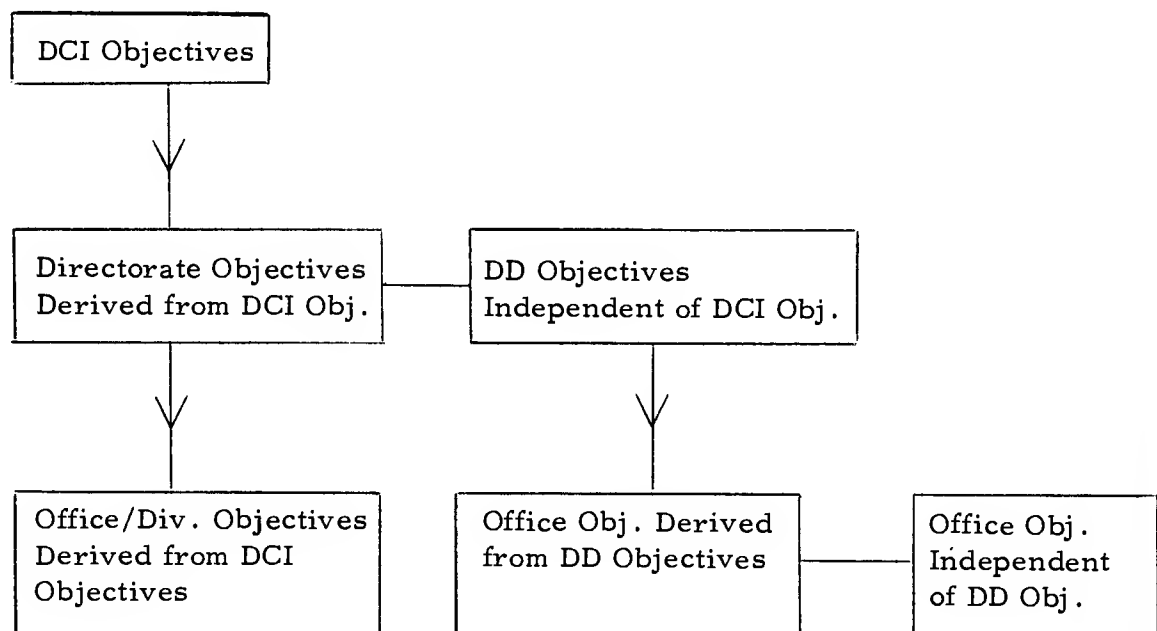 DCI Objectives
Directorate Objectives
Derived from DCI Obj.
DD Objectives
Independent of DCI Obj.
Office/Div. Objectives
Derived from DCI
Objectives
Office Obj. Derived
from DD Objectives
Office Obj.
Independent
of DD Obj.